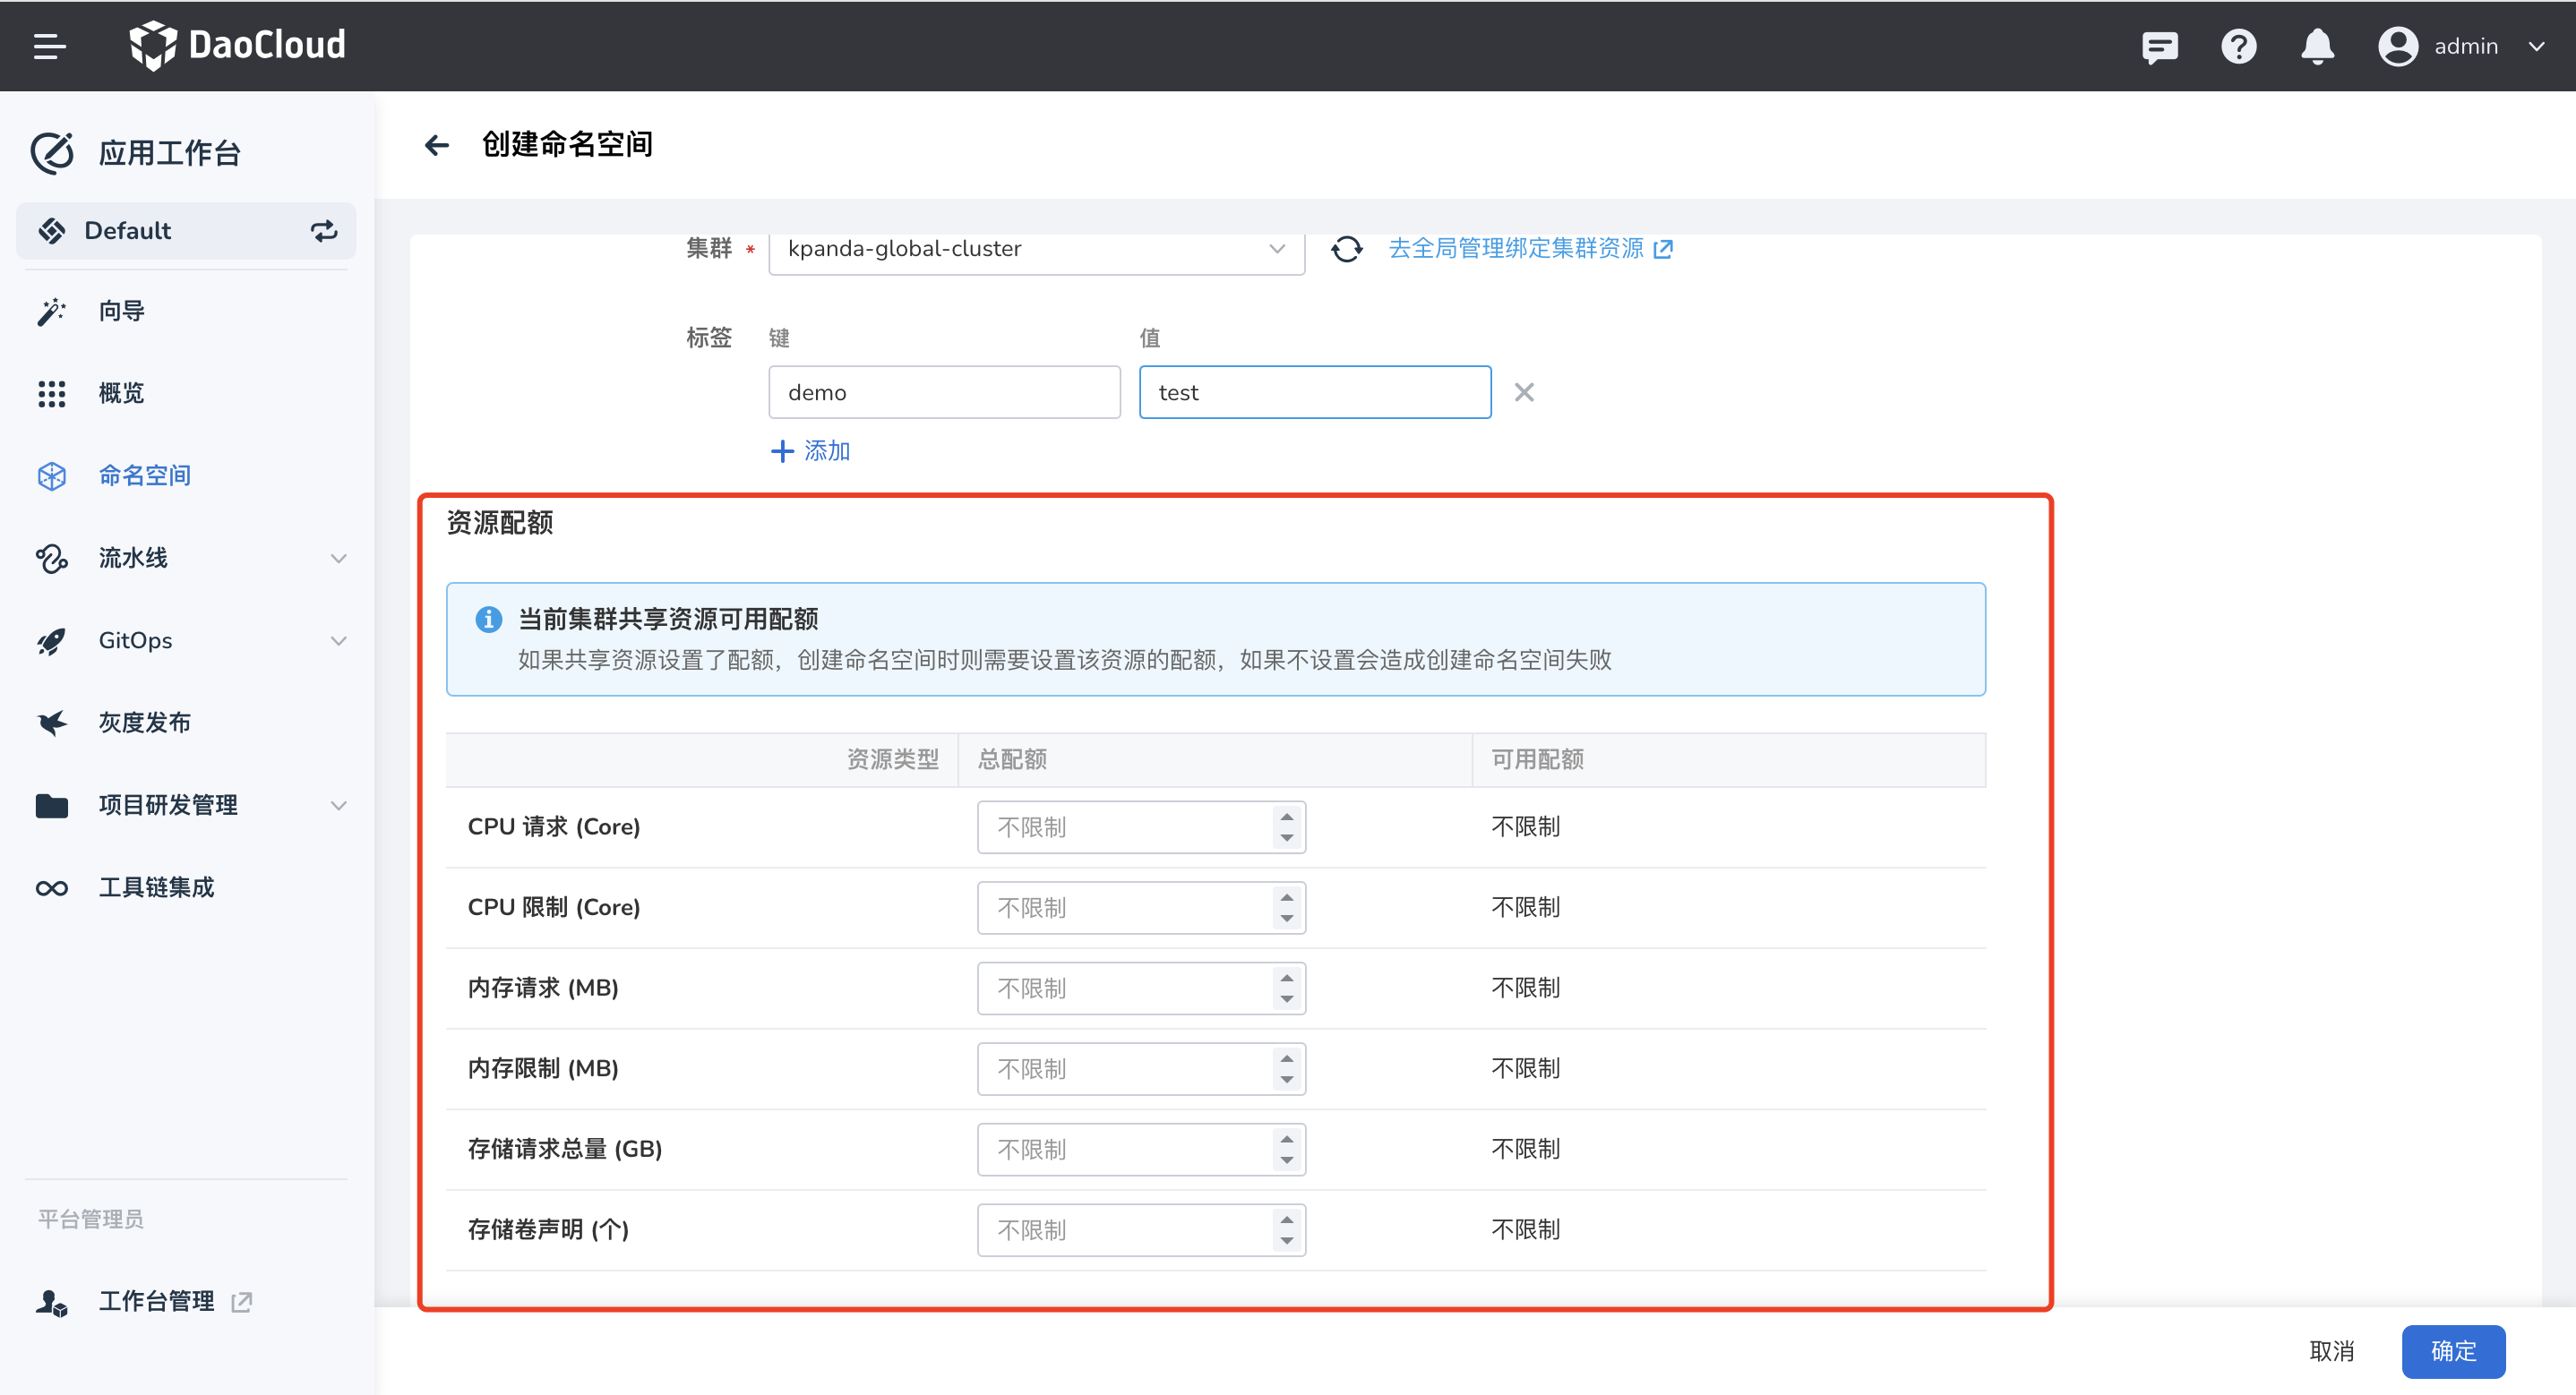 DaoCloud
admin
应用工作台
Default
向导
概览
命名空间
流水线
GitOps
灰度发布
项目研发管理
工具链集成
平台管理员
工作台管理
创建命名空间
集群 * kpanda-global-cluster 去全局管理绑定集群资源
标签 键 值
demo test
添加
资源配额
当前集群共享资源可用配额
如果共享资源设置了配额，创建命名空间时则需要设置该资源的配额，如果不设置会造成创建命名空间失败
资源类型 总配额 可用配额
CPU 请求 (Core) 不限制 不限制
CPU 限制 (Core) 不限制 不限制
内存请求 (MB) 不限制 不限制
内存限制 (MB) 不限制 不限制
存储请求总量 (GB) 不限制 不限制
存储卷声明 (个) 不限制 不限制
取消 确定